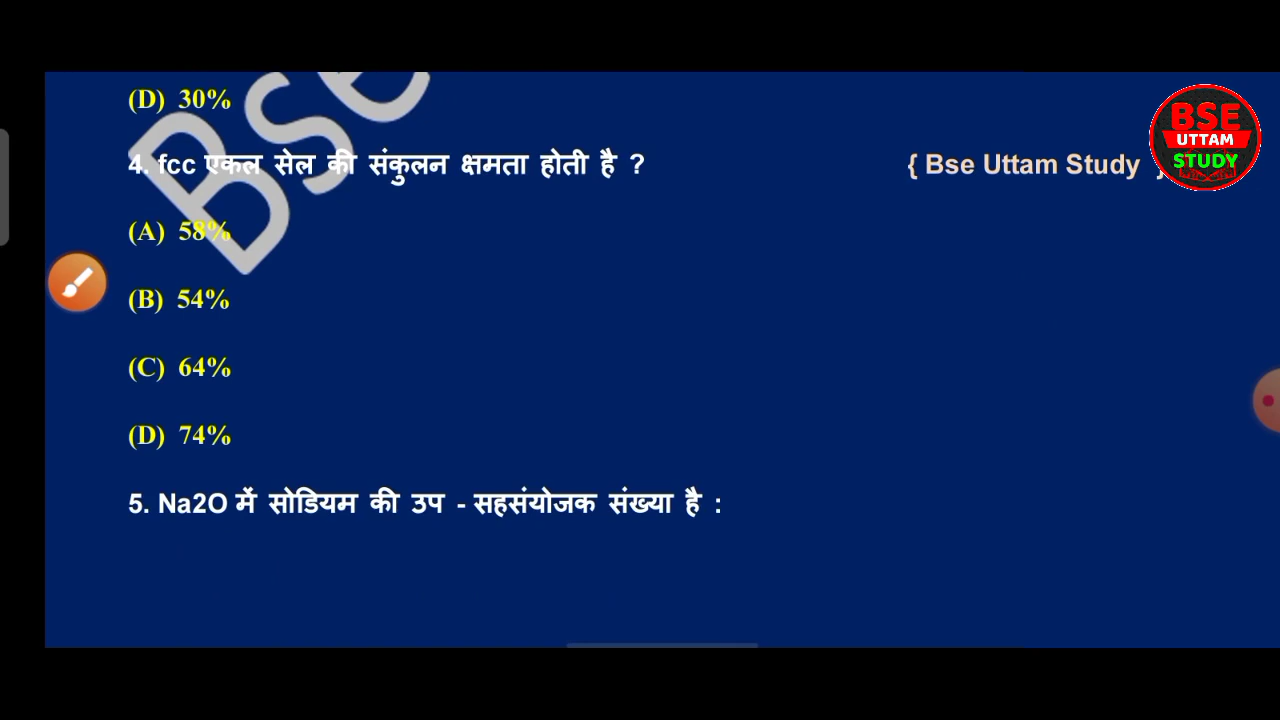 Bse
(D) 30%
4. fcc एकल सेल की संकुलन क्षमता होती है ?
{ Bse Uttam Study }
BSE
UTTAM
STUDY
(A) 58%
(B) 54%
(C) 64%
(D) 74%
5. Na2O में सोडियम की उप - सहसंयोजक संख्या है :